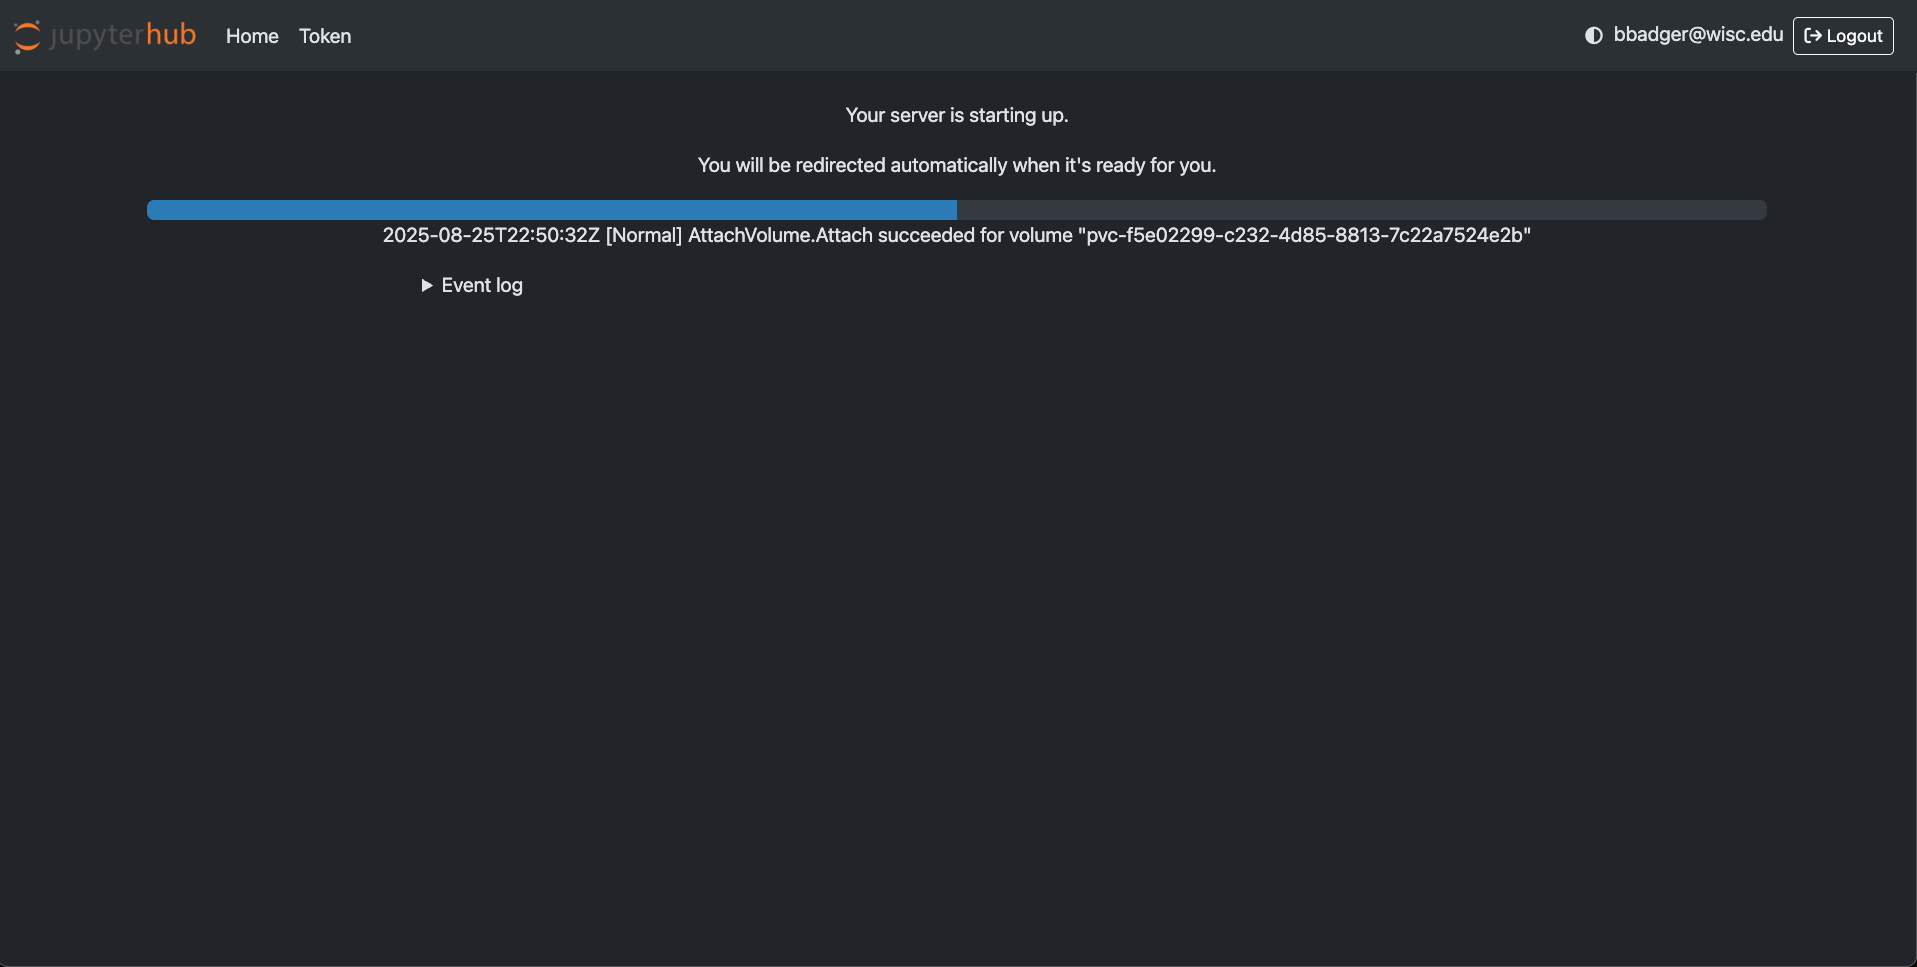 jupyterhub Home Token bbadger@wisc.edu Logout
Your server is starting up.
You will be redirected automatically when it's ready for you.
2025-08-25T22:50:32Z [Normal] AttachVolume.Attach succeeded for volume "pvc-f5e02299-c232-4d85-8813-7c22a7524e2b"
Event log